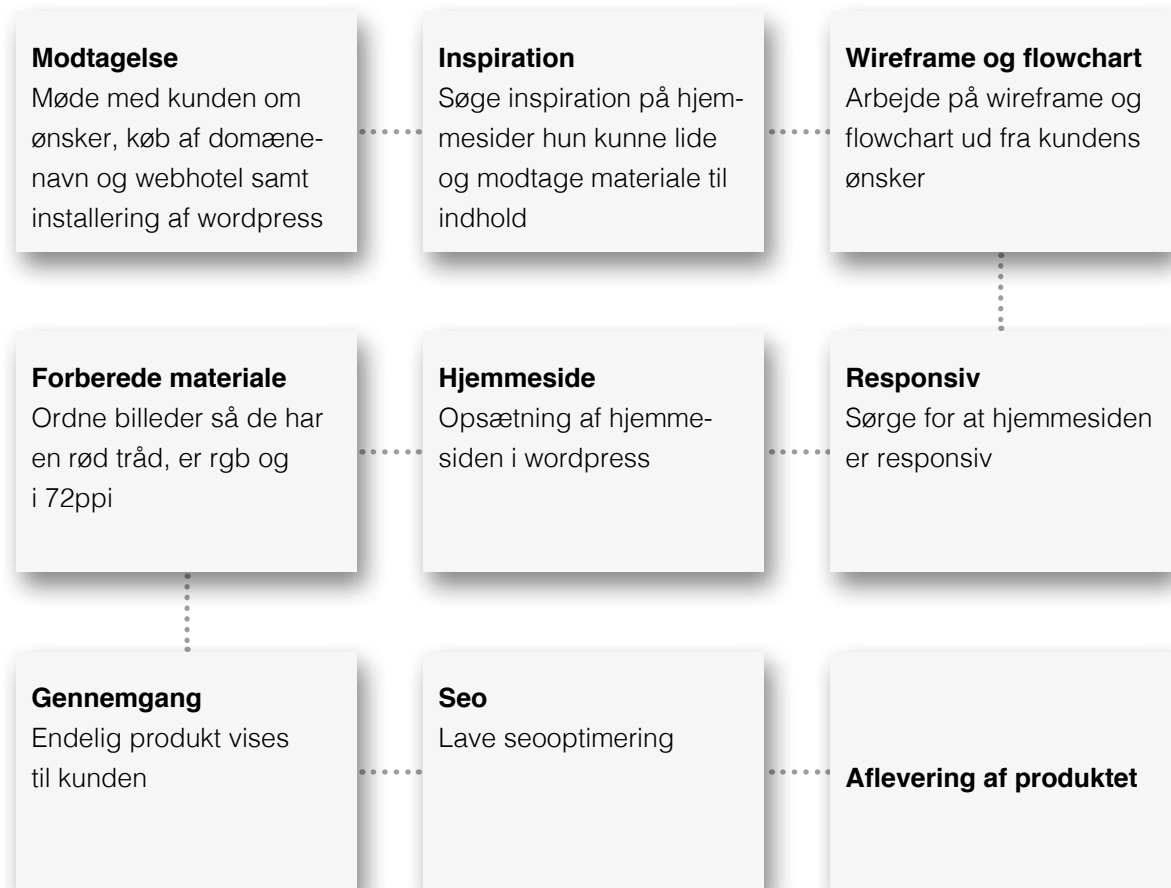 Modtagelse
Møde med kunden om
ønsker, køb af domæne-
navn og webhotel samt
installering af wordpress
Inspiration
Søge inspiration på hjem-
mesider hun kunne lide
og modtage materiale til
indhold
Wireframe og flowchart
Arbejde på wireframe og
flowchart ud fra kundens
ønsker
Forberede materiale
Ordne billeder så de har
en rød tråd, er rgb og
i 72ppi
Hjemmeside
Opsætning af hjemme-
siden i wordpress
Responsiv
Sørge for at hjemmesiden
er responsiv
Gennemgang
Endelig produkt vises
til kunden
Seo
Lave seooptimering
Aflevering af produktet